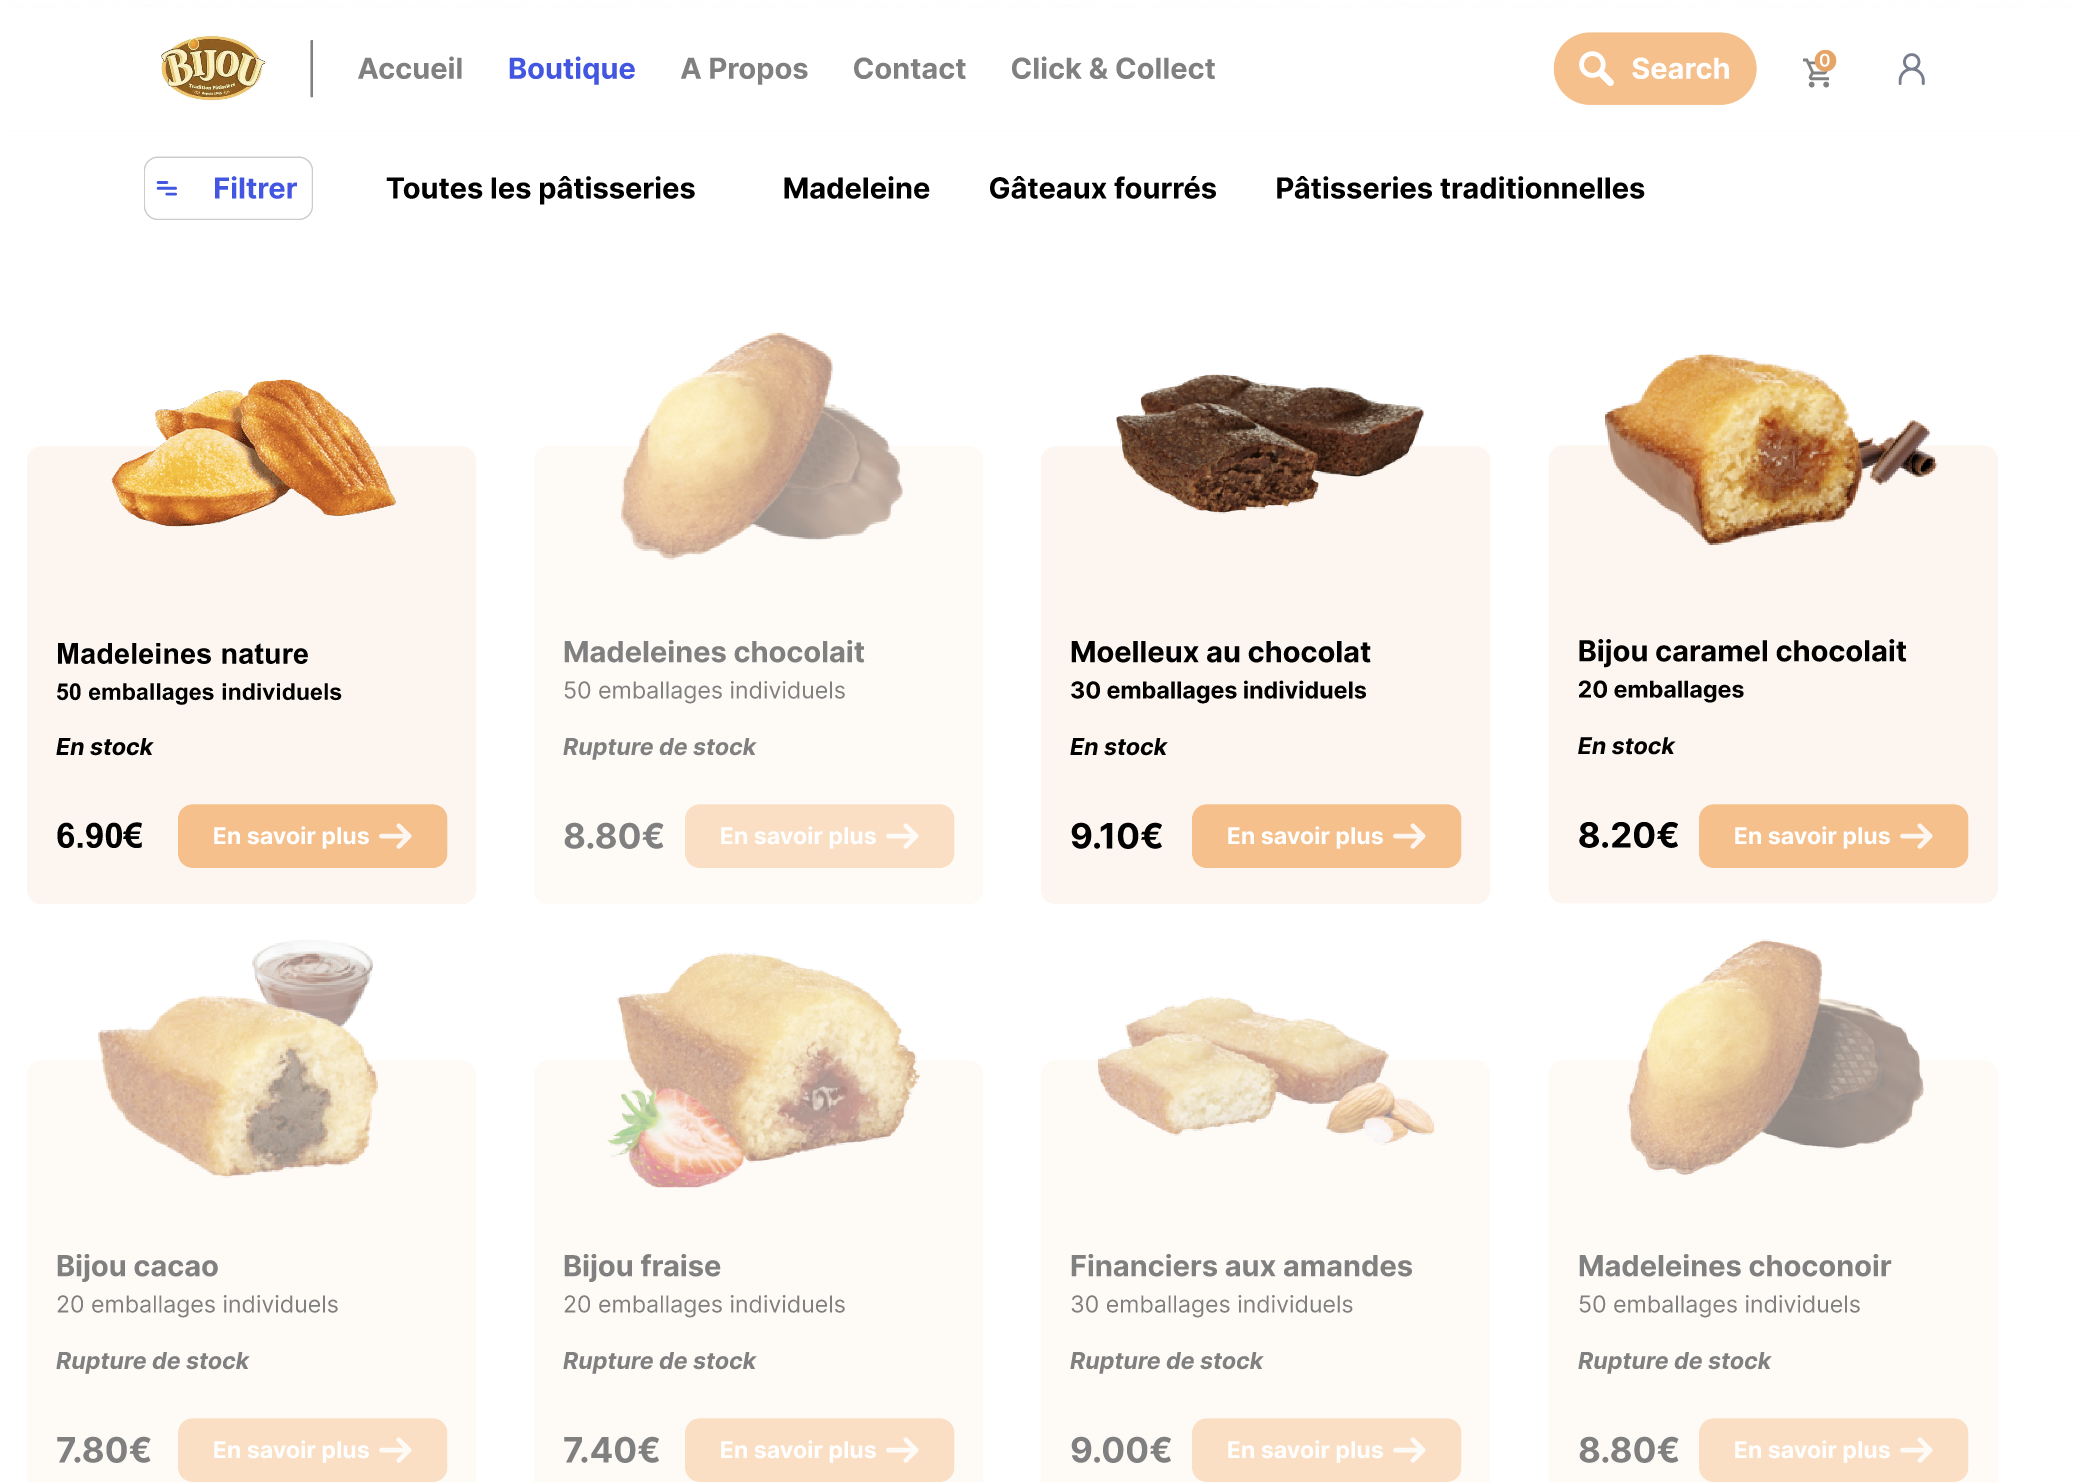 BIJOU
Tradition Pâtissière
Accueil
Boutique
A Propos
Contact
Click & Collect
Search
0
Filtrer
Toutes les pâtisseries
Madeleine
Gâteaux fourrés
Pâtisseries traditionnelles
Madeleines nature
50 emballages individuels
En stock
6.90€
En savoir plus
Madeleines chocolait
50 emballages individuels
Rupture de stock
8.80€
En savoir plus
Moelleux au chocolat
30 emballages individuels
En stock
9.10€
En savoir plus
Bijou caramel chocolait
20 emballages
En stock
8.20€
En savoir plus
Bijou cacao
20 emballages individuels
Rupture de stock
7.80€
En savoir plus
Bijou fraise
20 emballages individuels
Rupture de stock
7.40€
En savoir plus
Financiers aux amandes
30 emballages individuels
Rupture de stock
9.00€
En savoir plus
Madeleines choconoir
50 emballages individuels
Rupture de stock
8.80€
En savoir plus